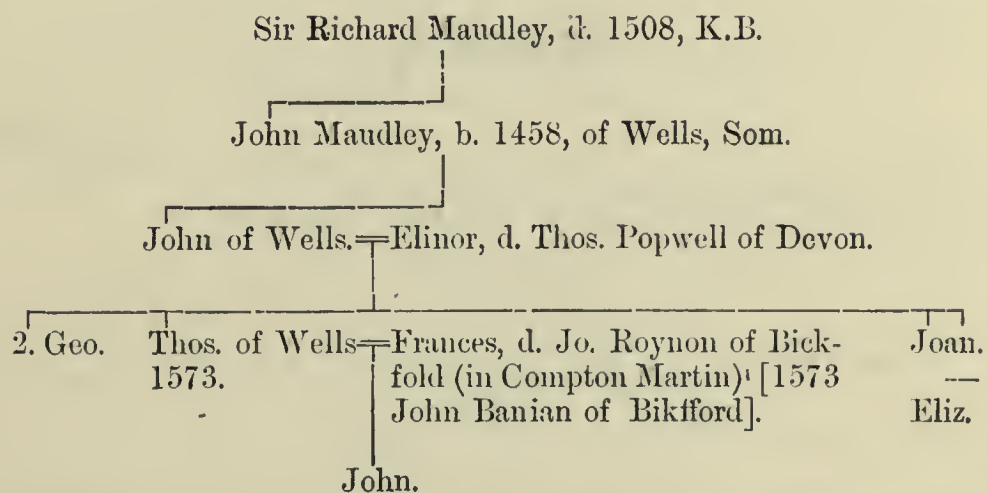 Sir Richard Maudley, d. 1508, K.B.
John Maudley, b. 1458, of Wells, Som.
John of Wells.═Elinor, d. Thos. Popwell of Devon.
2. Geo. Thos. of Wells═Frances, d. Jo. Roynon of Bick- Joan.
1573. fold (in Compton Martin) [1573 —
John Banian of Bikfford]. Eliz.
John.